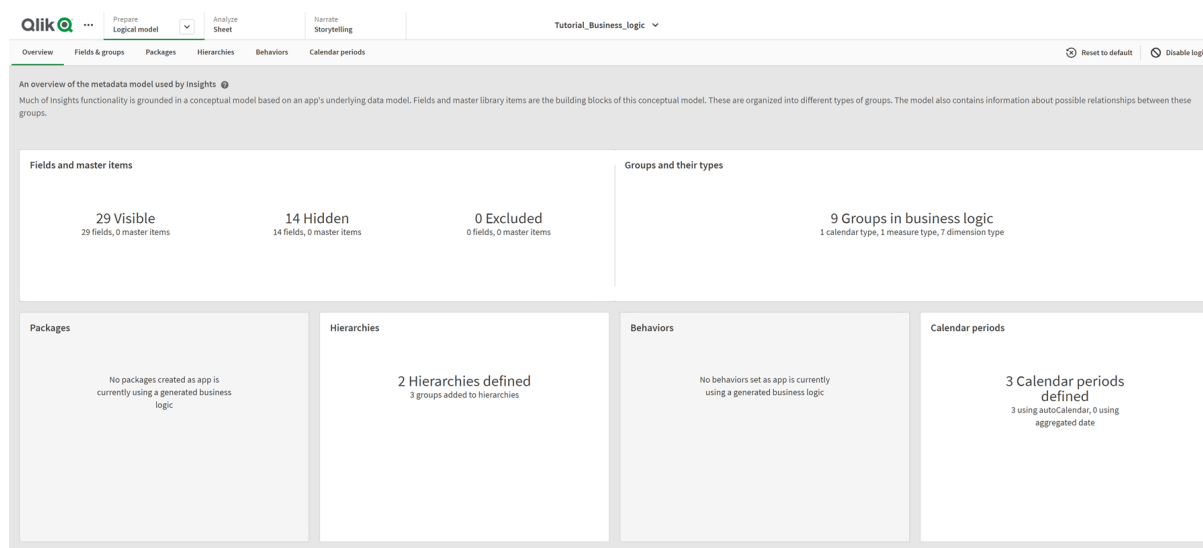 Qlik
Prepare
Logical model
Analyze
Sheet
Narrate
Storytelling
Tutorial_Business_logic
Overview Fields & groups Packages Hierarchies Behaviors Calendar periods
Reset to default Disable logi
An overview of the metadata model used by Insights
Much of Insights functionality is grounded in a conceptual model based on an app's underlying data model. Fields and master library items are the building blocks of this conceptual model. These are organized into different types of groups. The model also contains information about possible relationships between these
groups.
Fields and master items
29 Visible
29 fields, 0 master items
14 Hidden
14 fields, 0 master items
0 Excluded
0 fields, 0 master items
Groups and their types
9 Groups in business logic
1 calendar type, 1 measure type, 7 dimension type
Packages
No packages created as app is
currently using a generated business
logic
Hierarchies
2 Hierarchies defined
3 groups added to hierarchies
Behaviors
No behaviors set as app is currently
using a generated business logic
Calendar periods
3 Calendar periods
defined
3 using autoCalendar, 0 using
aggregated date